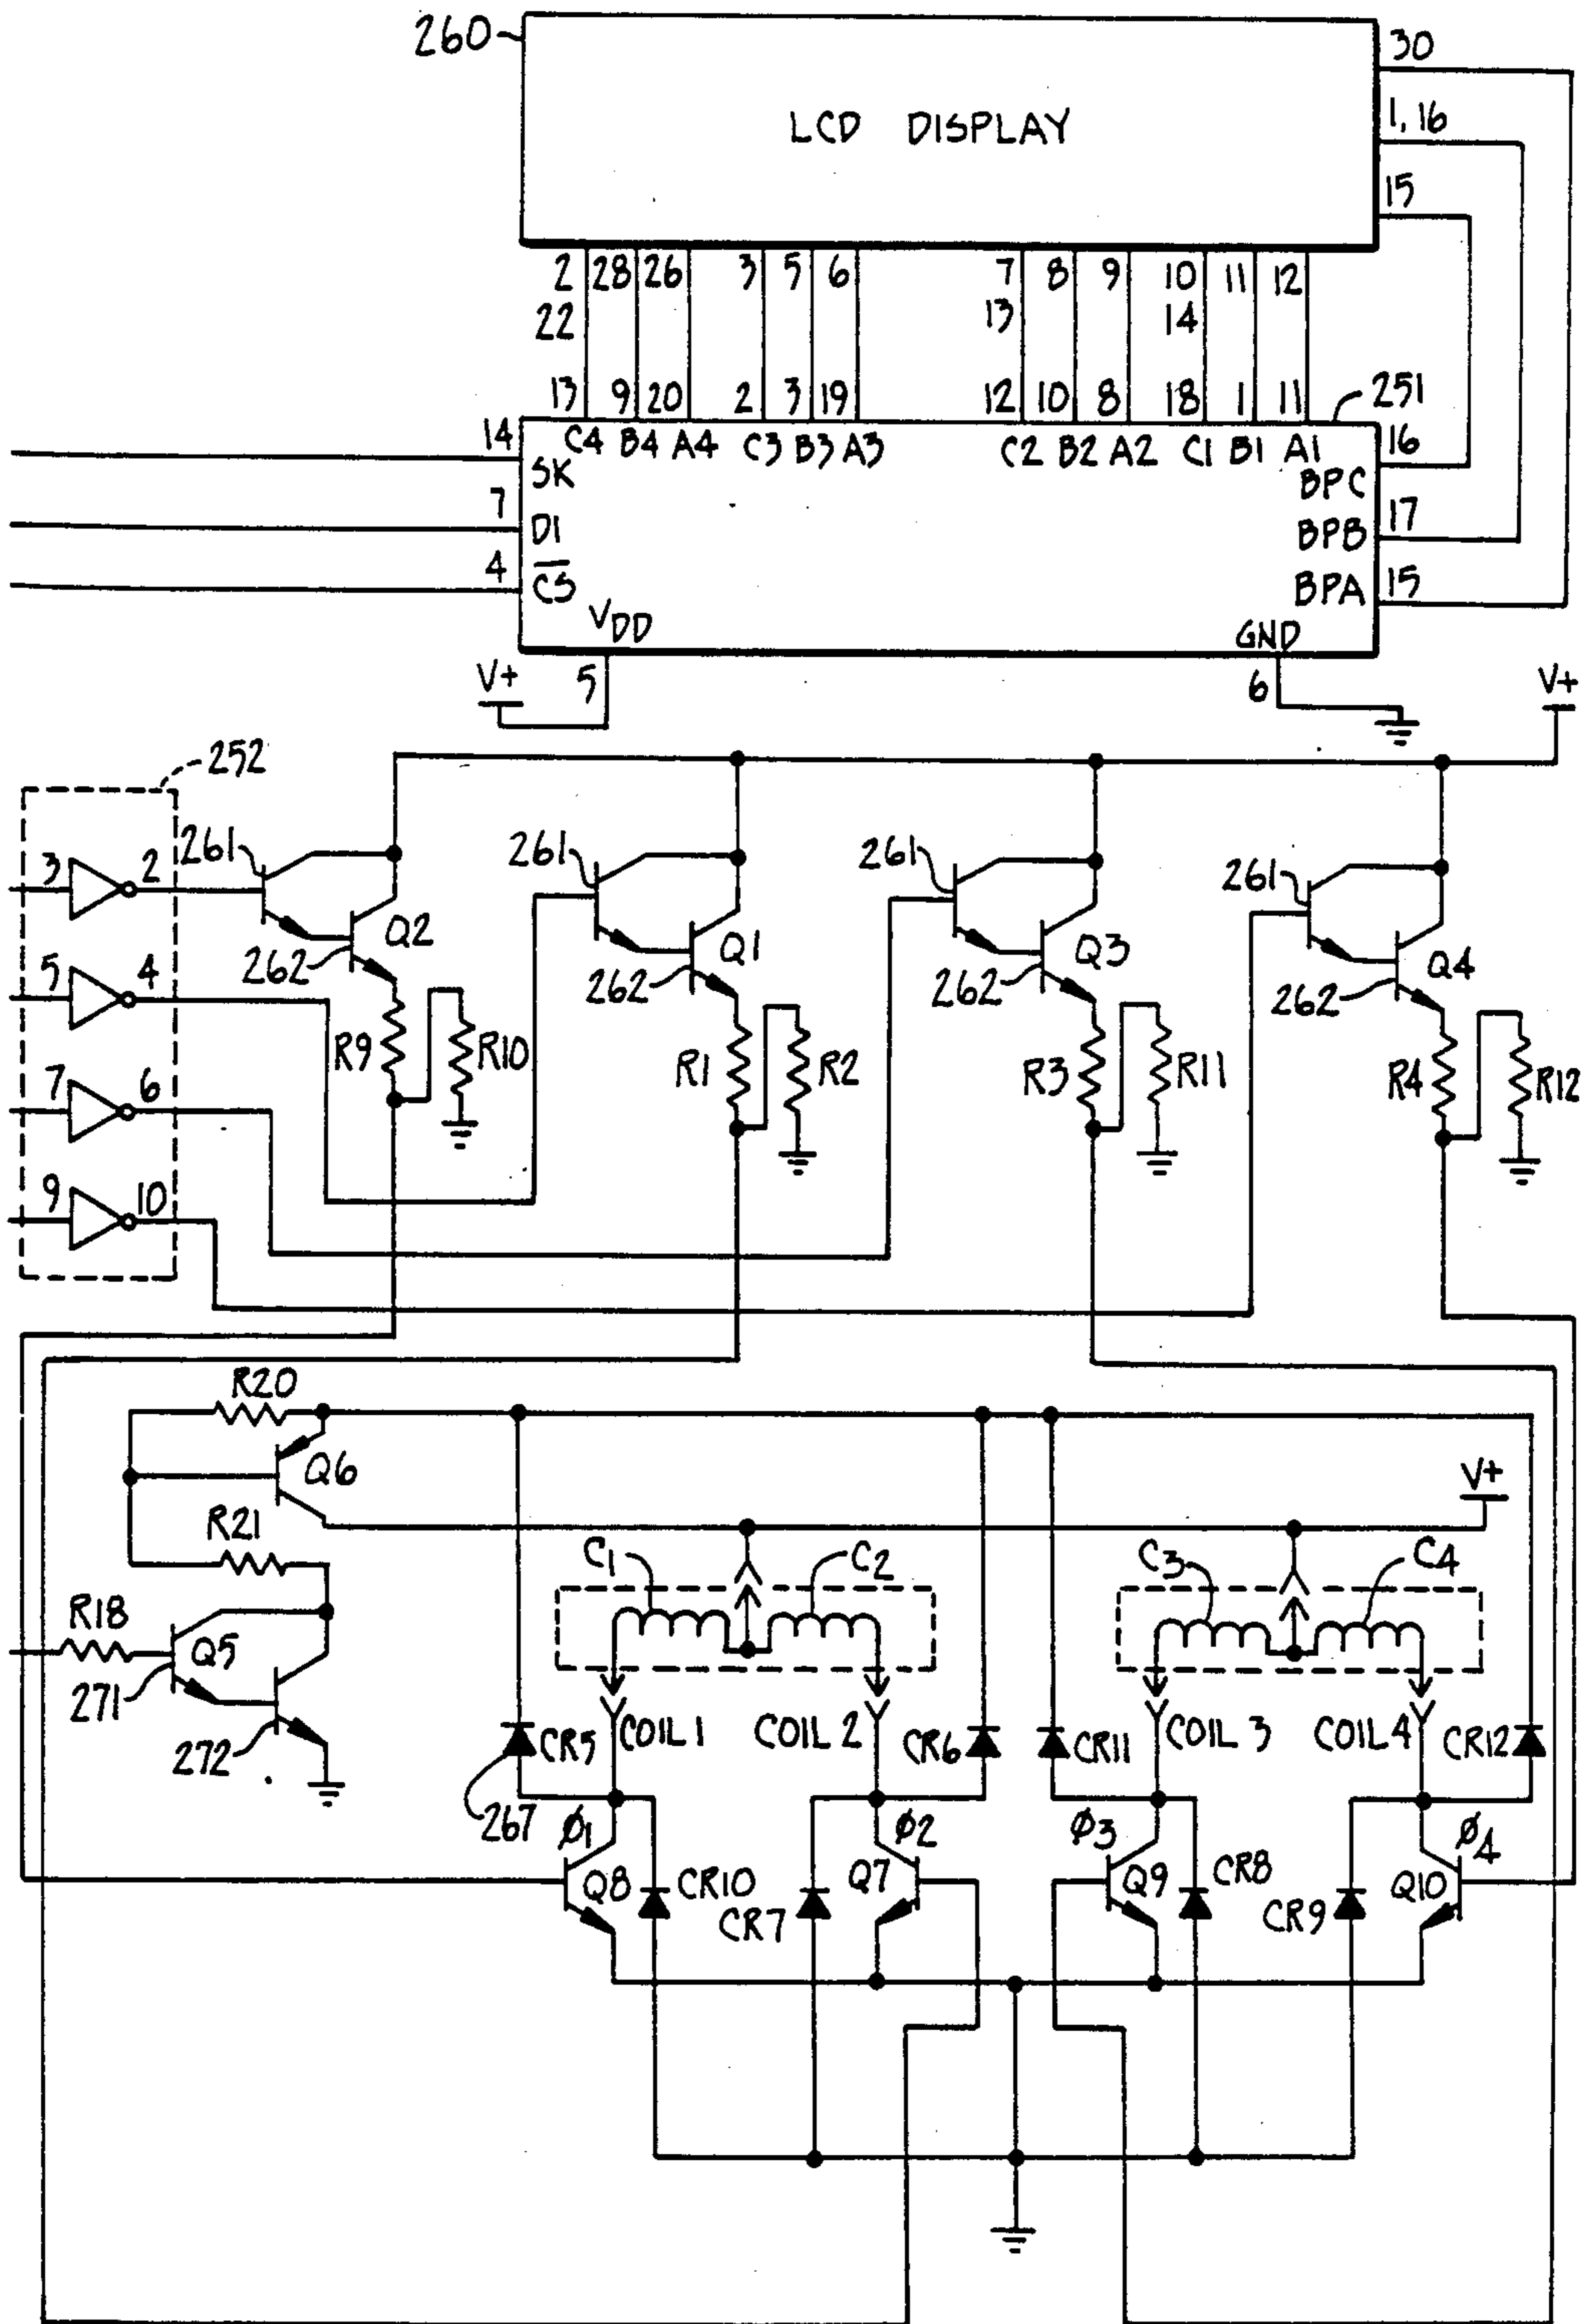 260
LCD DISPLAY
30
1, 16
15
2 28 26 3 5 6 7 8 9 10 11 12
22 13 14
13 9 20 2 3 19 12 10 8 18 1 11 251
14 C4 B4 A4 C3 B3 A3 C2 B2 A2 C1 B1 A1 16
SK BPC
7 DI BPB 17
4 C̅S̅ BPA 15
VDD GND
V+ 5 6 V+
252
3 2 261 261 261 261
Q2 Q1 Q3 Q4
262 262 262 262
5 4
R9 R10 R1 R2 R3 R11 R4 R12
7 6
9 10
R20
Q6
V+
R21
C1 C2 C3 C4
R18 Q5
271
272
CR5 COIL 1 COIL 2 CR6 CR11 COIL 3 COIL 4 CR12
267
Ø1 Ø2 Ø3 Ø4
Q8 CR10 Q7 Q9 CR8 Q10
CR7 CR9